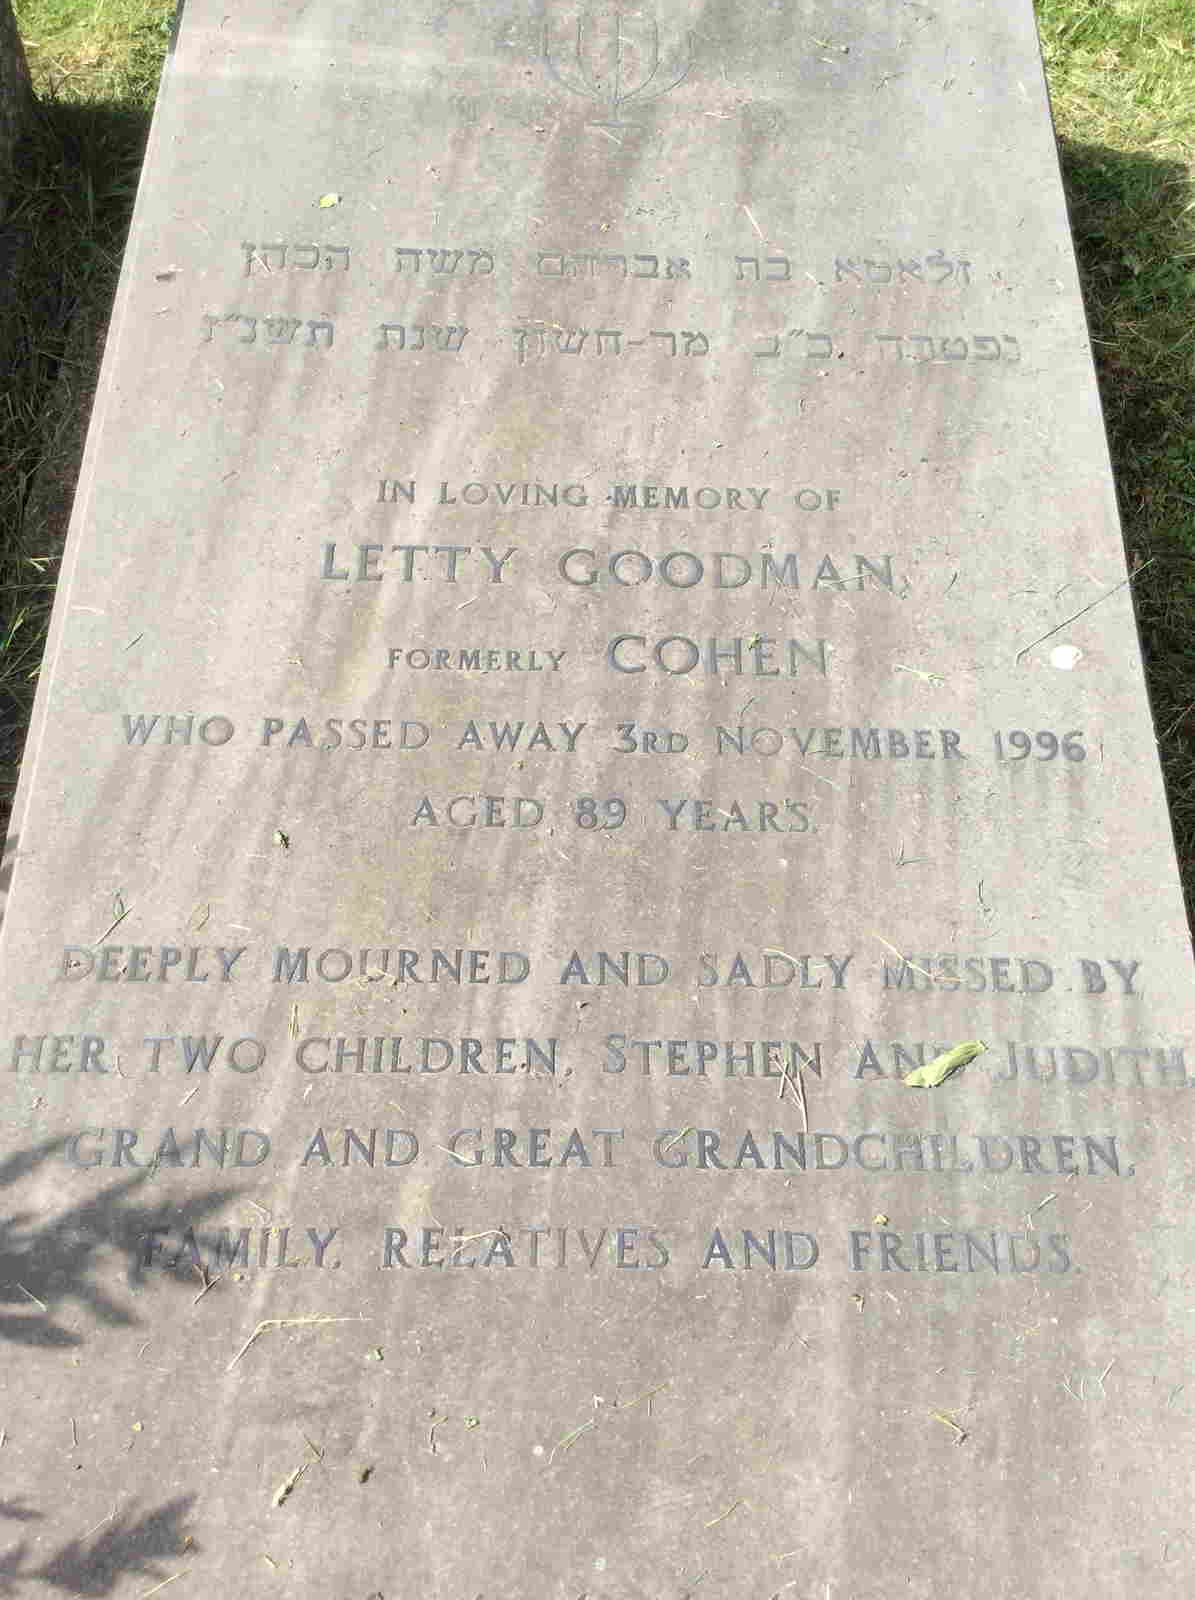 זלאטא בת אברהם משה הכהן
נפטרה כ"ב מר-חשון שנת תשנ"ז
IN LOVING MEMORY OF
LETTY GOODMAN,
FORMERLY COHEN
WHO PASSED AWAY 3RD NOVEMBER 1996
AGED 89 YEARS.
DEEPLY MOURNED AND SADLY MISSED BY
HER TWO CHILDREN, STEPHEN AND JUDITH,
GRAND AND GREAT GRANDCHILDREN,
FAMILY, RELATIVES AND FRIENDS.